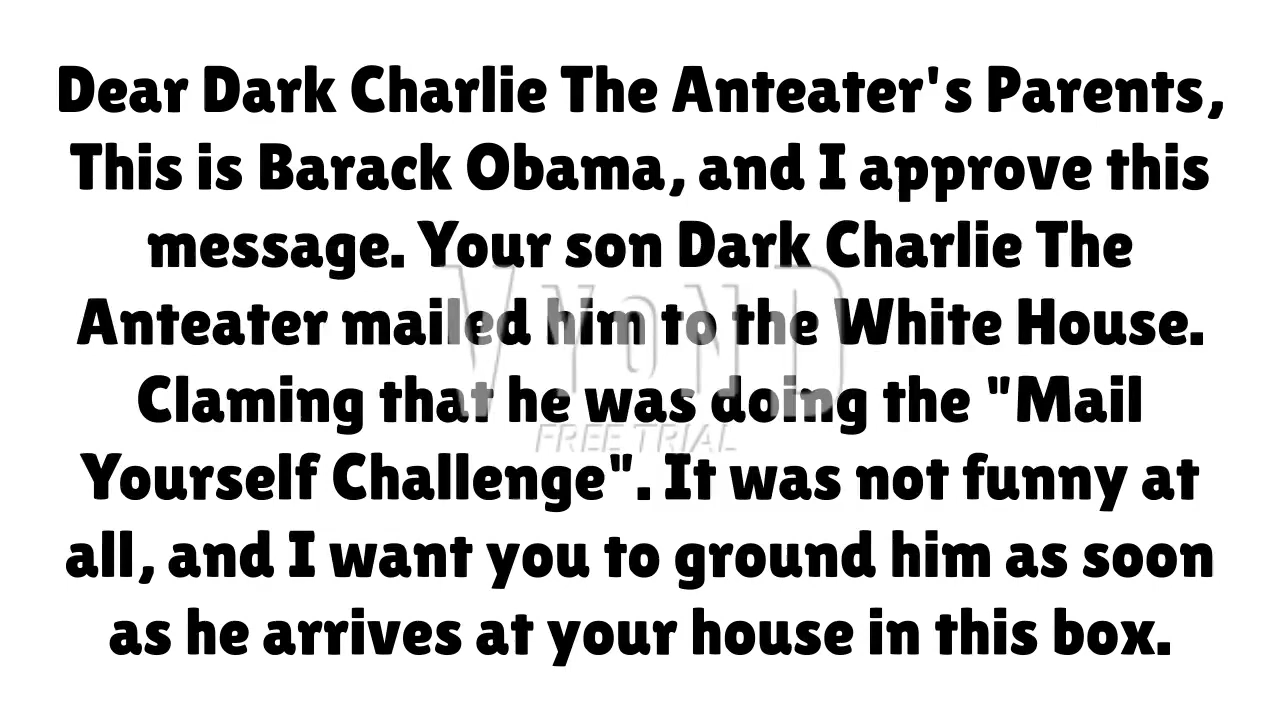 Dear Dark Charlie The Anteater's Parents,
This is Barack Obama, and I approve this
message. Your son Dark Charlie The
Anteater mailed him to the White House.
Claming that he was doing the "Mail
Yourself Challenge". It was not funny at
all, and I want you to ground him as soon
as he arrives at your house in this box.
VYOND
FREE TRIAL